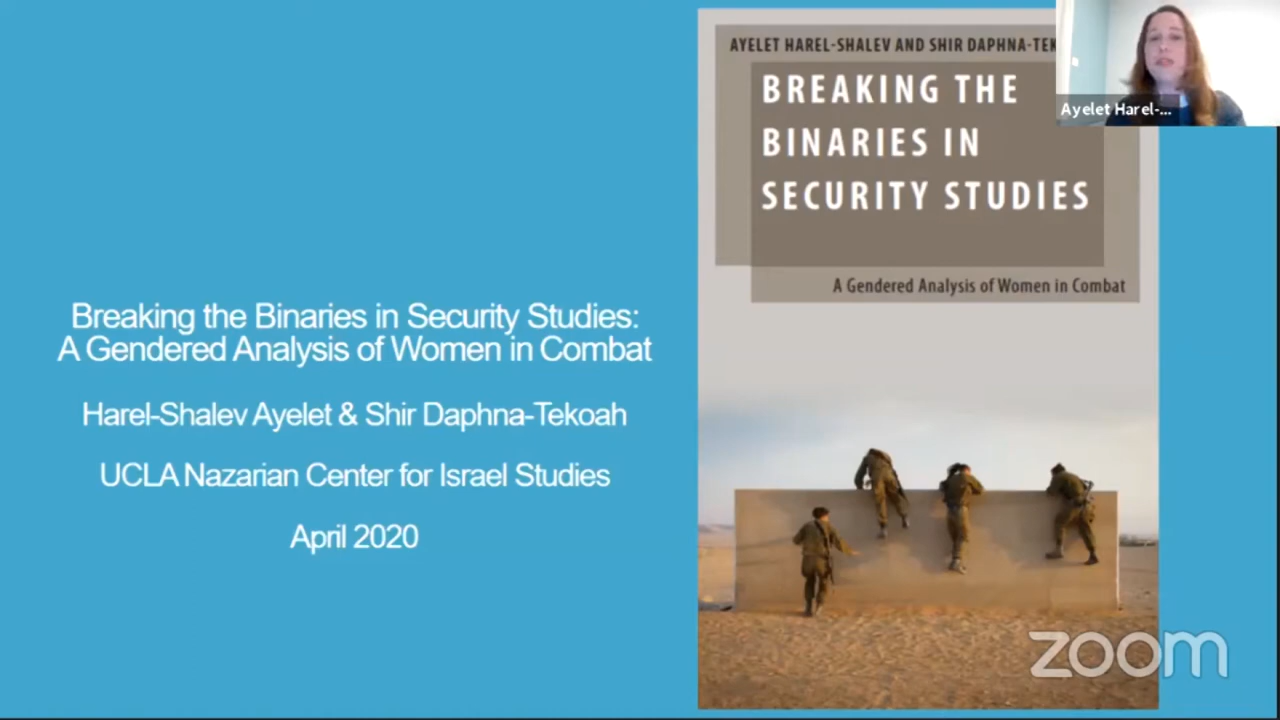 Breaking the Binaries in Security Studies:
A Gendered Analysis of Women in Combat
Harel-Shalev Ayelet & Shir Daphna-Tekoah
UCLA Nazarian Center for Israel Studies
April 2020
AYELET HAREL-SHALEV AND SHIR DAPHNA-TEK
BREAKING THE
BINARIES IN
SECURITY STUDIES
A Gendered Analysis of Women in Combat
Ayelet Harel-...
zoom